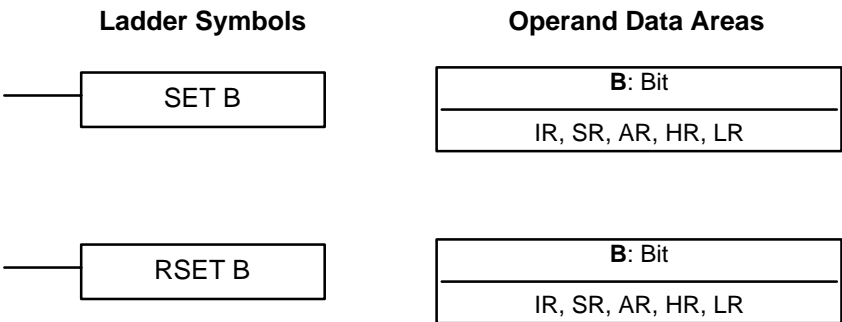 Ladder Symbols
Operand Data Areas
SET B
B: Bit
IR, SR, AR, HR, LR
RSET B
B: Bit
IR, SR, AR, HR, LR